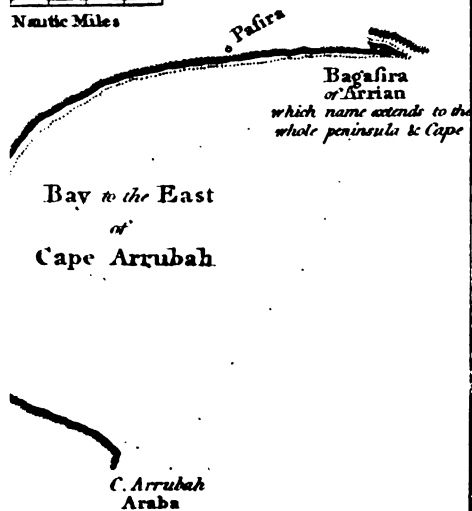 Nautic Miles
Paſira
Bagaſira
of Arrian
which name extends to the
whole peninsula & Cape
Bay to the East
of
Cape Arrubah
C. Arrubah
Araba